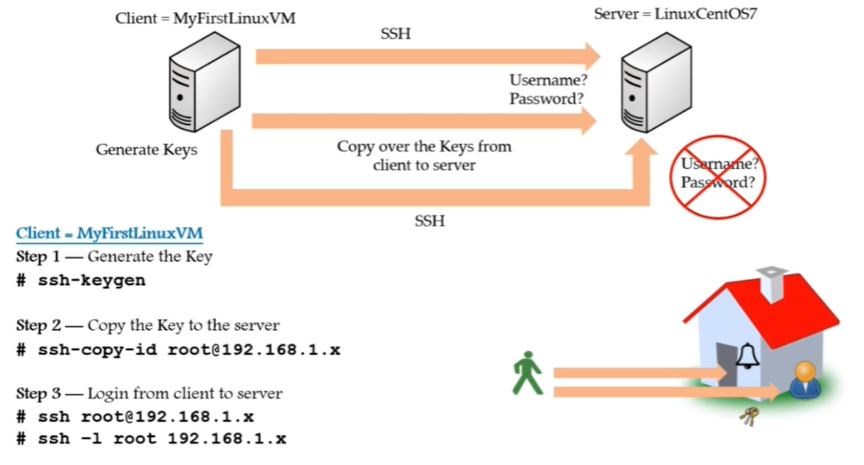 Client = MyFirstLinuxVM
Server = LinuxCentOS7
SSH
Username?
Password?
Generate Keys
Copy over the Keys from
client to server
Username?
Password?
SSH
Client = MyFirstLinuxVM
Step 1 — Generate the Key
# ssh-keygen
Step 2 — Copy the Key to the server
# ssh-copy-id root@192.168.1.x
Step 3 — Login from client to server
# ssh root@192.168.1.x
# ssh –l root 192.168.1.x